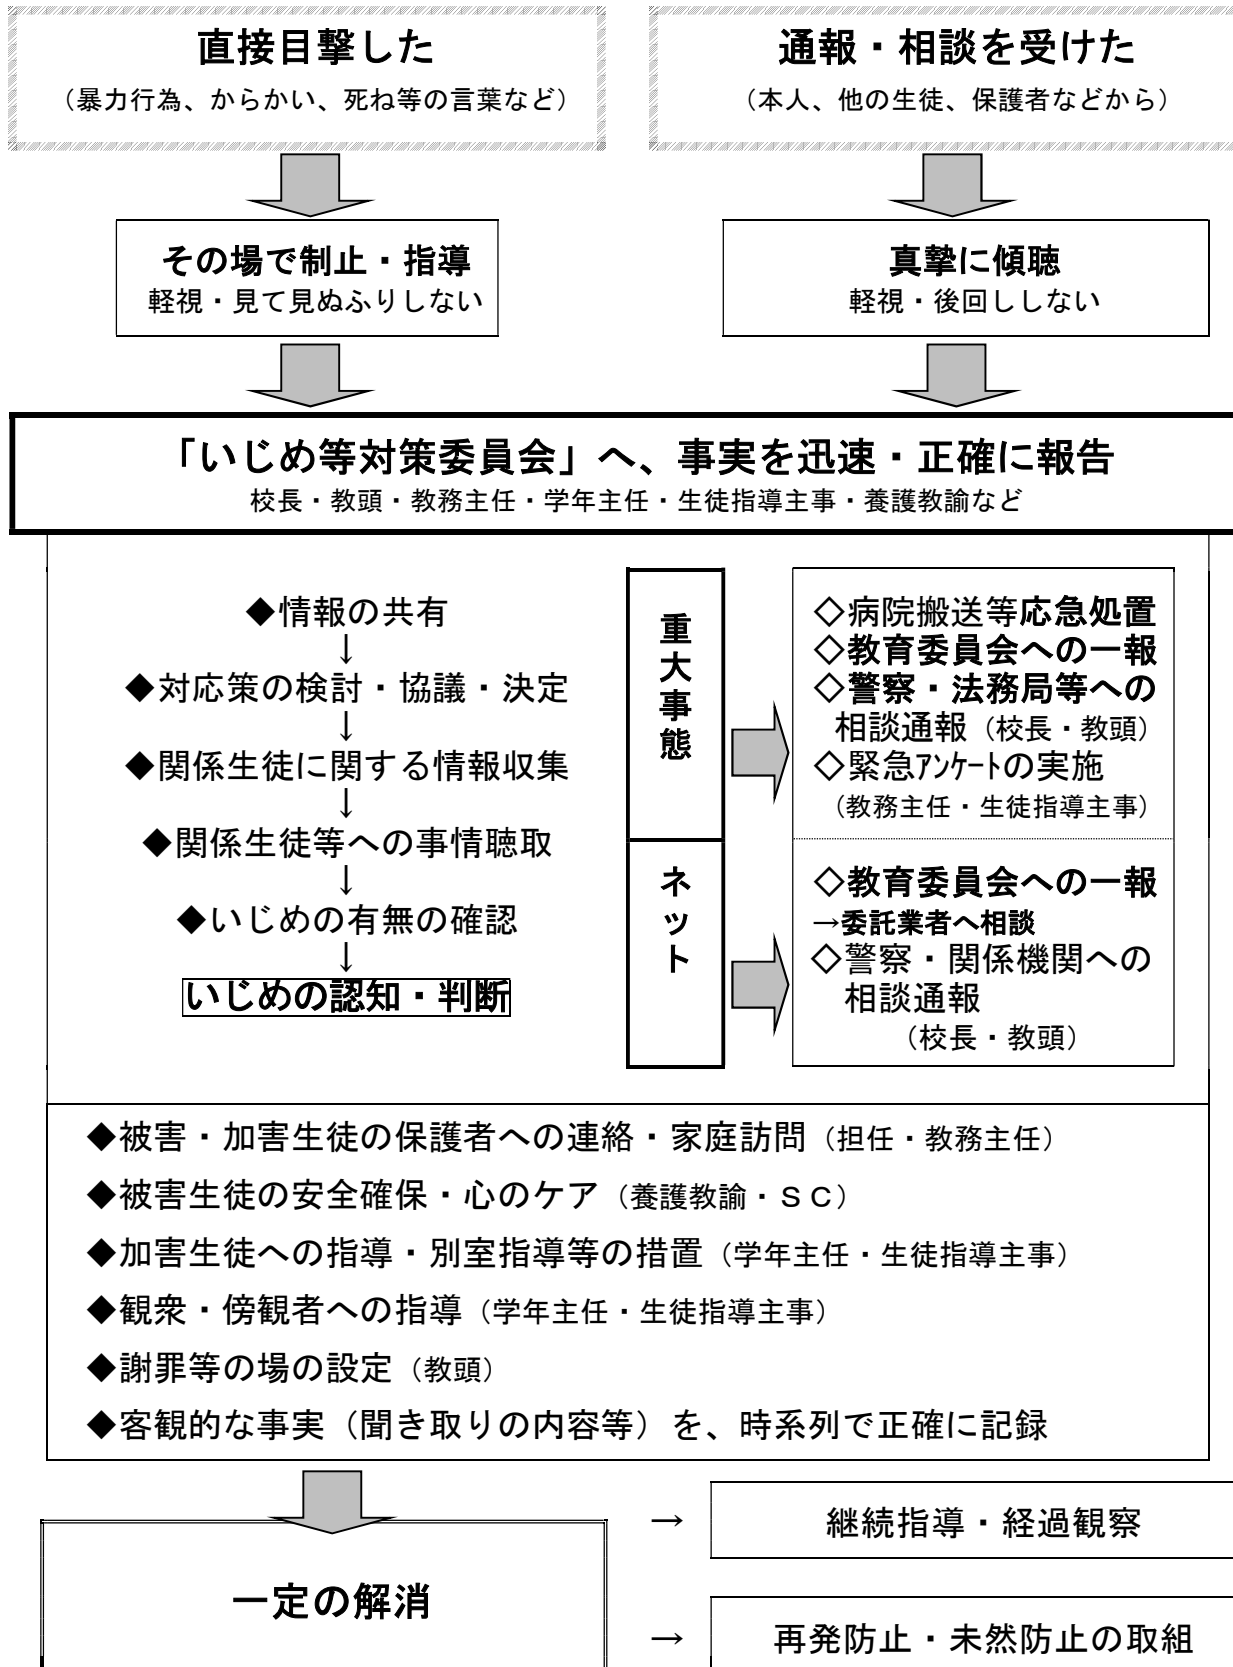 直接目撃した
（暴力行為、からかい、死ね等の言葉など）
通報・相談を受けた
（本人、他の生徒、保護者などから）
その場で制止・指導
軽視・見て見ぬふりしない
真摯に傾聴
軽視・後回ししない
「いじめ等対策委員会」へ、事実を迅速・正確に報告
校長・教頭・教務主任・学年主任・生徒指導主事・養護教諭など
◆情報の共有
↓
◆対応策の検討・協議・決定
↓
◆関係生徒に関する情報収集
↓
◆関係生徒等への事情聴取
↓
◆いじめの有無の確認
↓
いじめの認知・判断
重大事態
◇病院搬送等応急処置
◇教育委員会への一報
◇警察・法務局等への
相談通報（校長・教頭）
◇緊急ｱﾝｹｰﾄの実施
（教務主任・生徒指導主事）
ネット
◇教育委員会への一報
→委託業者へ相談
◇警察・関係機関への
相談通報
（校長・教頭）
◆被害・加害生徒の保護者への連絡・家庭訪問（担任・教務主任）
◆被害生徒の安全確保・心のケア（養護教諭・ＳＣ）
◆加害生徒への指導・別室指導等の措置（学年主任・生徒指導主事）
◆観衆・傍観者への指導（学年主任・生徒指導主事）
◆謝罪等の場の設定（教頭）
◆客観的な事実（聞き取りの内容等）を、時系列で正確に記録
一定の解消
→ 継続指導・経過観察
→ 再発防止・未然防止の取組